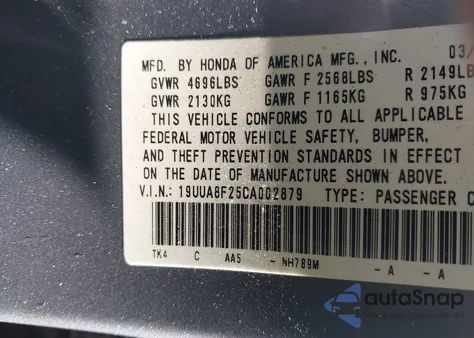 MFD. BY HONDA OF AMERICA MFG., INC. 03/
GVWR 4696LBS GAWR F 2568LBS R 2149LB
GVWR 2130KG GAWR F 1165KG R 975KG
THIS VEHICLE CONFORMS TO ALL APPLICABLE
FEDERAL MOTOR VEHICLE SAFETY, BUMPER,
AND THEFT PREVENTION STANDARDS IN EFFECT
ON THE DATE OF MANUFACTURE SHOWN ABOVE.
V.I.N.: 19UUA8F25CA002879 TYPE: PASSENGER C
TK4 C AA5 - NH789M -A -A
autoSnap